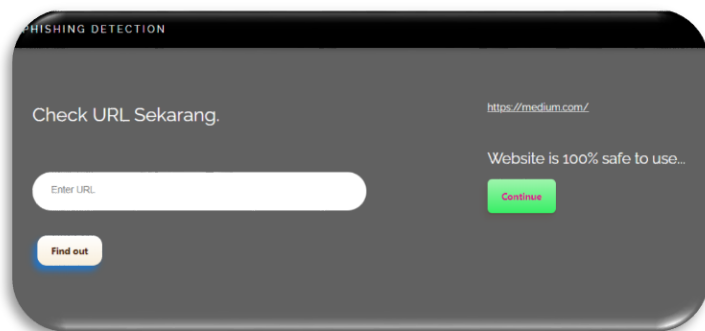 PHISHING DETECTION
Check URL Sekarang.
Enter URL
Find out
https://medium.com/
Website is 100% safe to use...
Continue